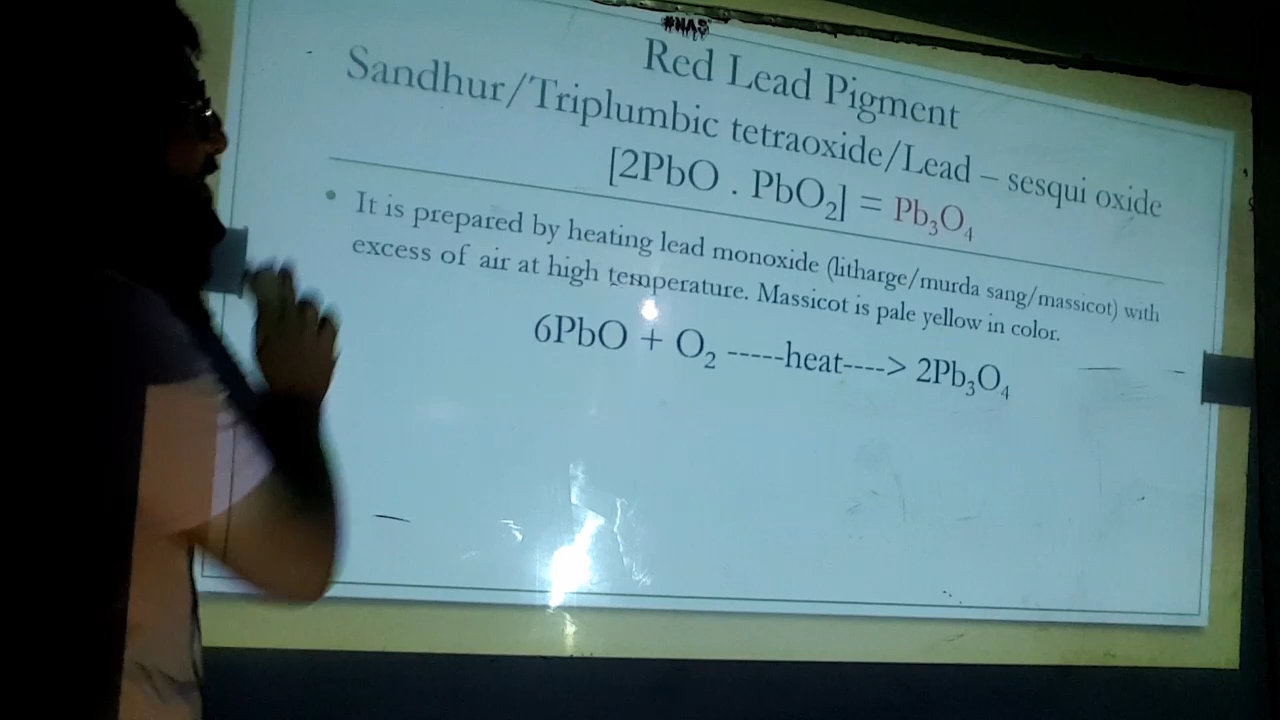 #NAS
Red Lead Pigment
Sandhur/Triplumbic tetraoxide/Lead – sesqui oxide
[2PbO . PbO₂] = Pb₃O₄
• It is prepared by heating lead monoxide (litharge/murda sang/massicot) with
excess of air at high temperature. Massicot is pale yellow in color.
6PbO + O₂ -----heat----> 2Pb₃O₄